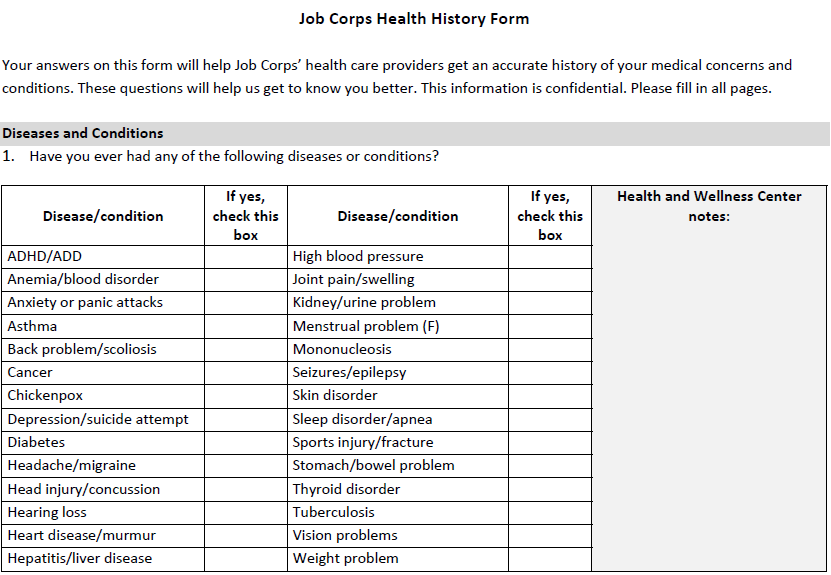 Job Corps Health History Form
Your answers on this form will help Job Corps’ health care providers get an accurate history of your medical concerns and
conditions. These questions will help us get to know you better. This information is confidential. Please fill in all pages.
Diseases and Conditions
1. Have you ever had any of the following diseases or conditions?
Disease/condition If yes, check this box Disease/condition If yes, check this box Health and Wellness Center notes:
ADHD/ADD High blood pressure
Anemia/blood disorder Joint pain/swelling
Anxiety or panic attacks Kidney/urine problem
Asthma Menstrual problem (F)
Back problem/scoliosis Mononucleosis
Cancer Seizures/epilepsy
Chickenpox Skin disorder
Depression/suicide attempt Sleep disorder/apnea
Diabetes Sports injury/fracture
Headache/migraine Stomach/bowel problem
Head injury/concussion Thyroid disorder
Hearing loss Tuberculosis
Heart disease/murmur Vision problems
Hepatitis/liver disease Weight problem